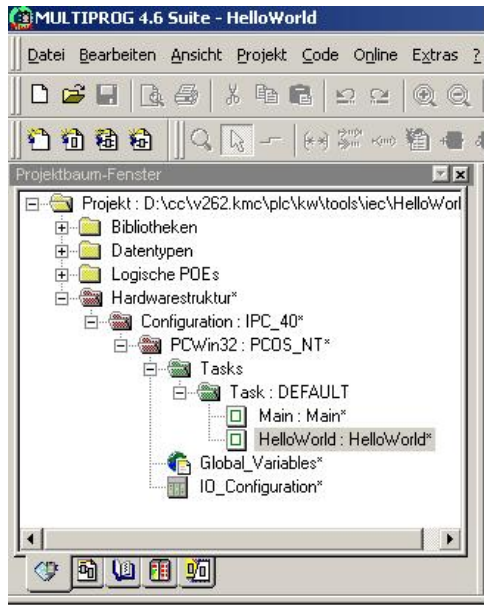 MULTIPROG 4.6 Suite - HelloWorld
Datei Bearbeiten Ansicht Projekt Code Online Extras ?
Projektbaum-Fenster
Projekt : D:\cc\v262.kmc\plc\kw\tools\iec\HelloWorl
Bibliotheken
Datentypen
Logische POEs
Hardwarestruktur*
Configuration : IPC_40*
PCWin32 : PCOS_NT*
Tasks
Task : DEFAULT
Main : Main*
HelloWorld : HelloWorld*
Global_Variables*
IO_Configuration*